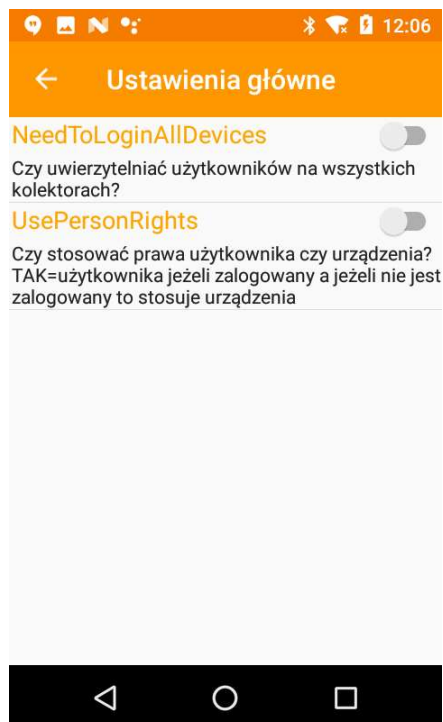 12:06
Ustawienia główne
NeedToLoginAllDevices
Czy uwierzytelniać użytkowników na wszystkich
kolektorach?
UsePersonRights
Czy stosować prawa użytkownika czy urządzenia?
TAK=użytkownika jeżeli zalogowany a jeżeli nie jest
zalogowany to stosuje urządzenia